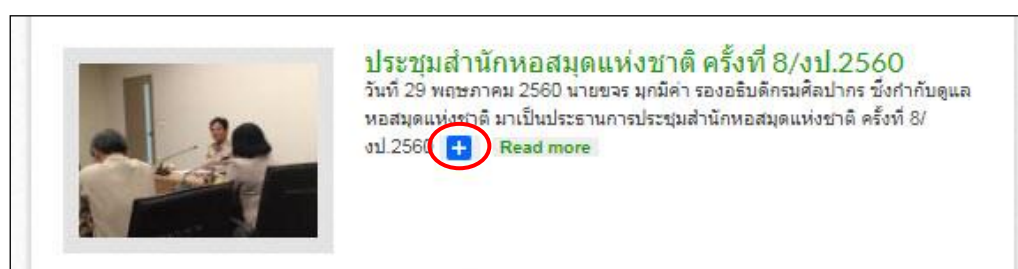 ประชุมสำนักหอสมุดแห่งชาติ ครั้งที่ 8/งป.2560
วันที่ 29 พฤษภาคม 2560 นายขจร มุกมีค่า รองอธิบดีกรมศิลปากร ซึ่งกำกับดูแล
หอสมุดแห่งชาติ มาเป็นประธานการประชุมสำนักหอสมุดแห่งชาติ ครั้งที่ 8/
งป.2560 + Read more